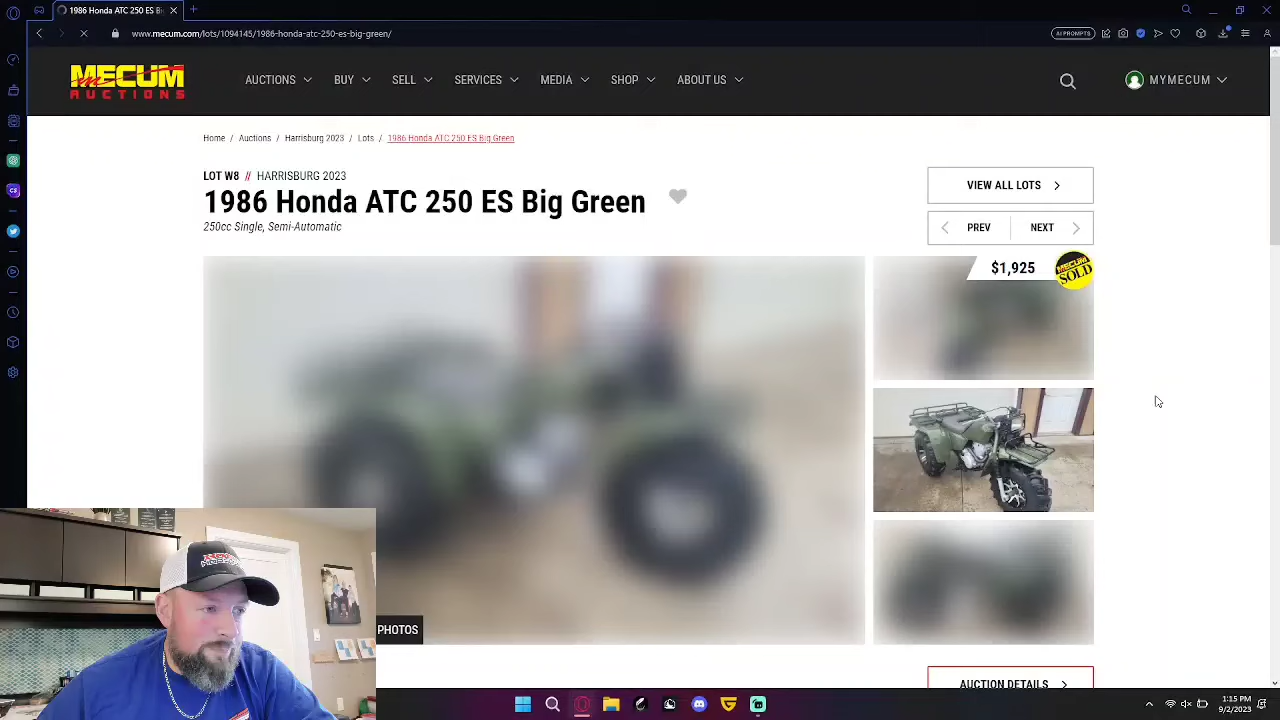 1986 Honda ATC 250 ES Big
www.mecum.com/lots/1094145/1986-honda-atc-250-es-big-green/
AI PROMPTS
MECUM
AUCTIONS
AUCTIONS
BUY
SELL
SERVICES
MEDIA
SHOP
ABOUT US
MYMECUM
Home / Auctions / Harrisburg 2023 / Lots / 1986 Honda ATC 250 ES Big Green
LOT W8 // HARRISBURG 2023
1986 Honda ATC 250 ES Big Green
250cc Single, Semi-Automatic
VIEW ALL LOTS
PREV
NEXT
$1,925
MECUM
SOLD
PHOTOS
AUCTION DETAILS
1:15 PM
9/2/2023